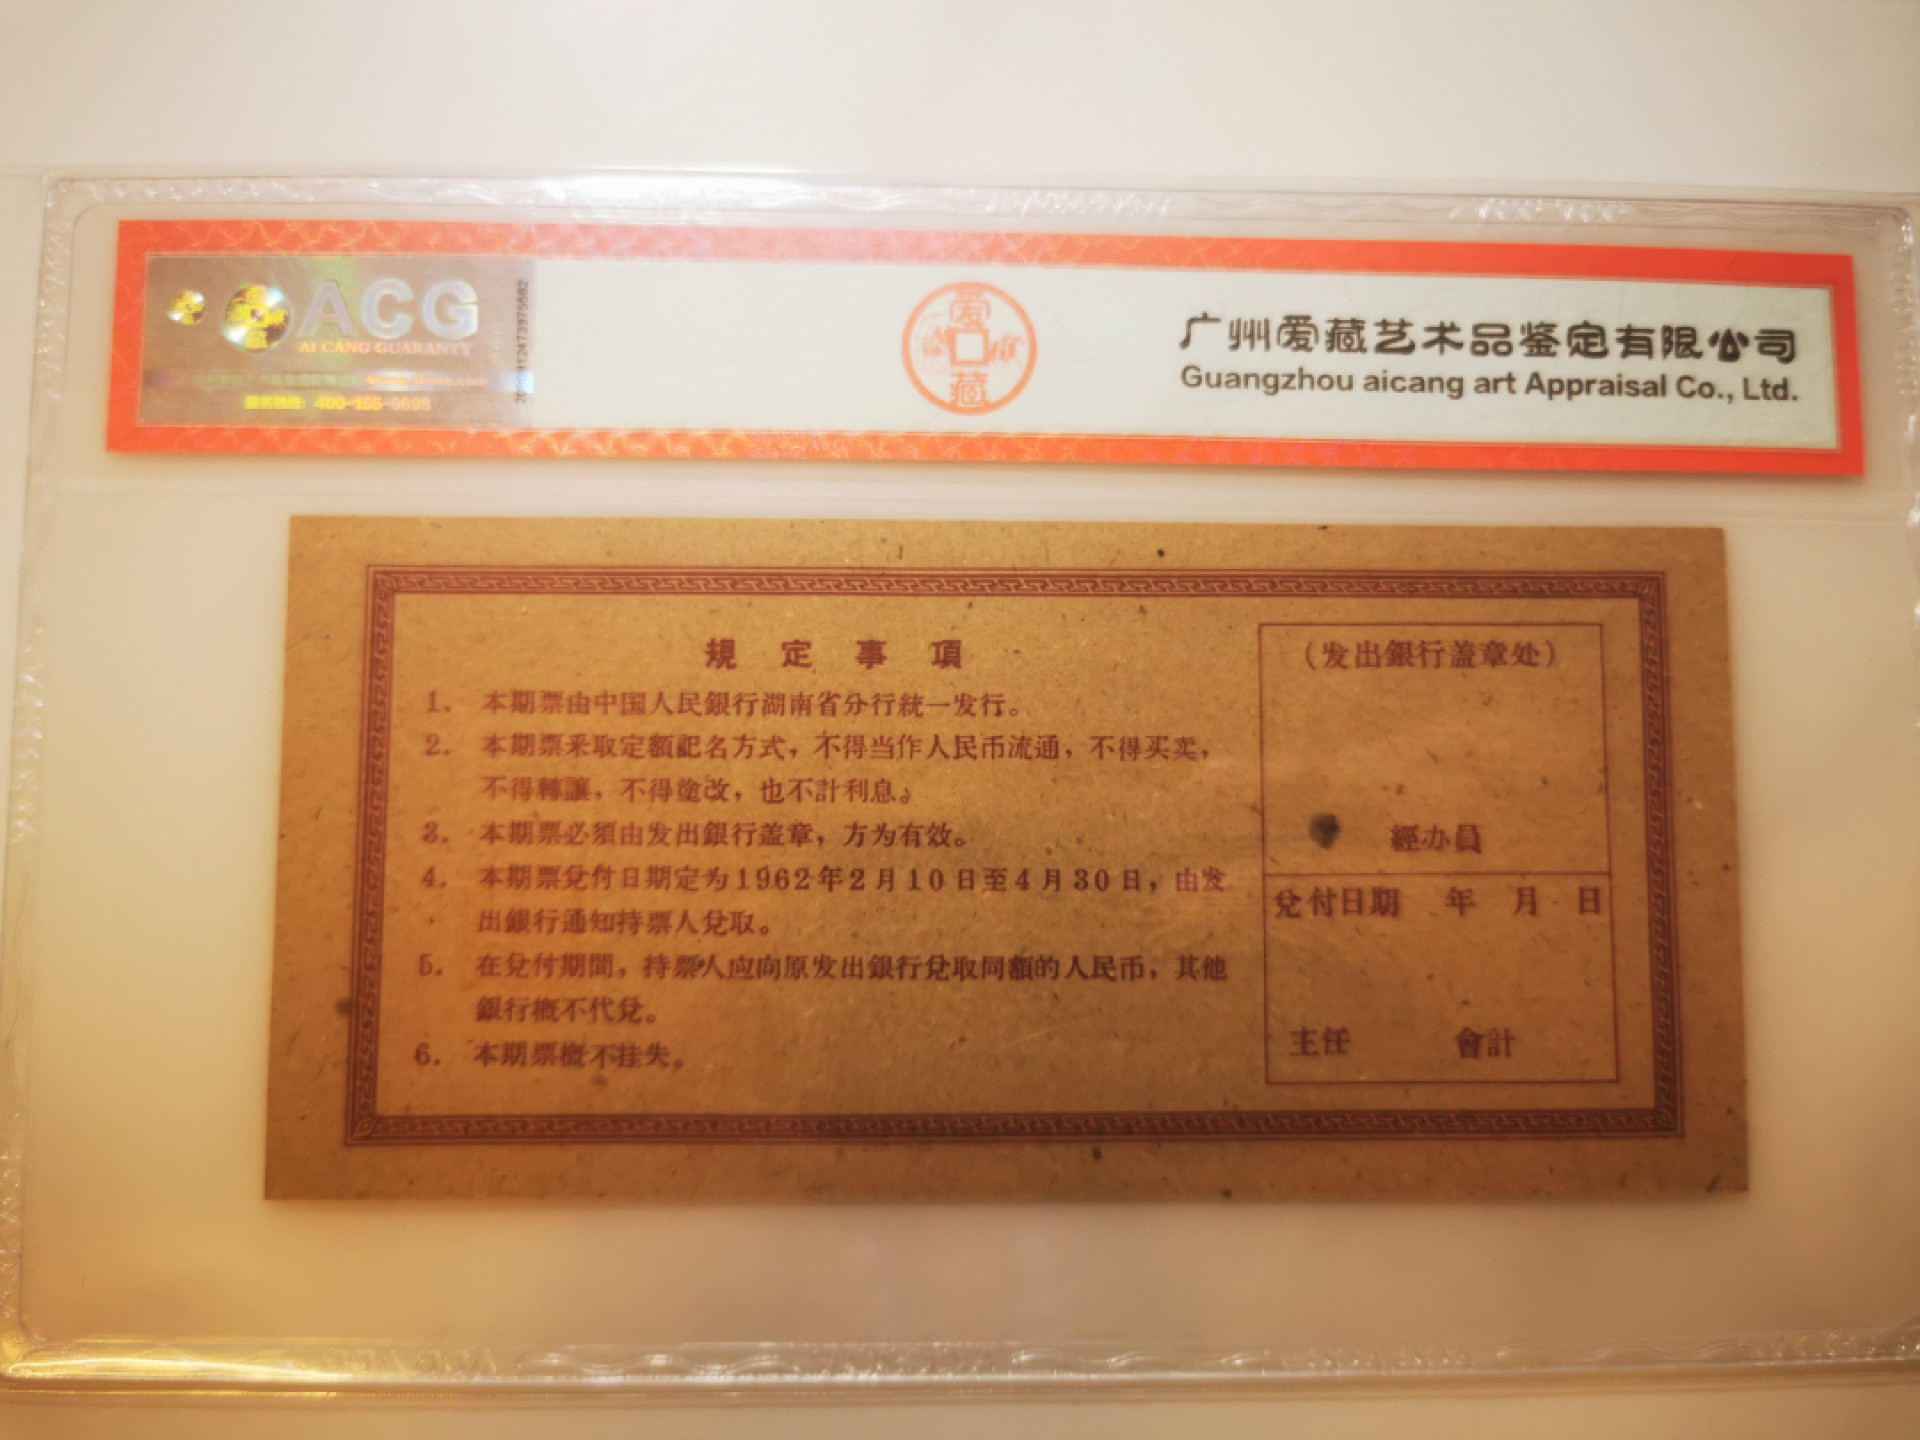 ACG
AI CANG GUARANTY
服务热线：400-155-0698
爱
藏
广州爱藏艺术品鉴定有限公司
Guangzhou aicang art Appraisal Co., Ltd.
規定事項
1. 本期票由中国人民銀行湖南省分行統一发行。
2. 本期票采取定額記名方式，不得当作人民币流通，不得买卖，
不得轉讓，不得塗改，也不計利息。
3. 本期票必須由发出銀行盖章，方为有效。
4. 本期票兌付日期定为1962年2月10日至4月30日，由发
出銀行通知持票人兌取。
5. 在兌付期間，持票人应向原发出銀行兌取同額的人民币，其他
銀行概不代兌。
6. 本期票概不挂失。
（发出銀行盖章处）
經办員
兌付日期 年 月 日
主任 會計